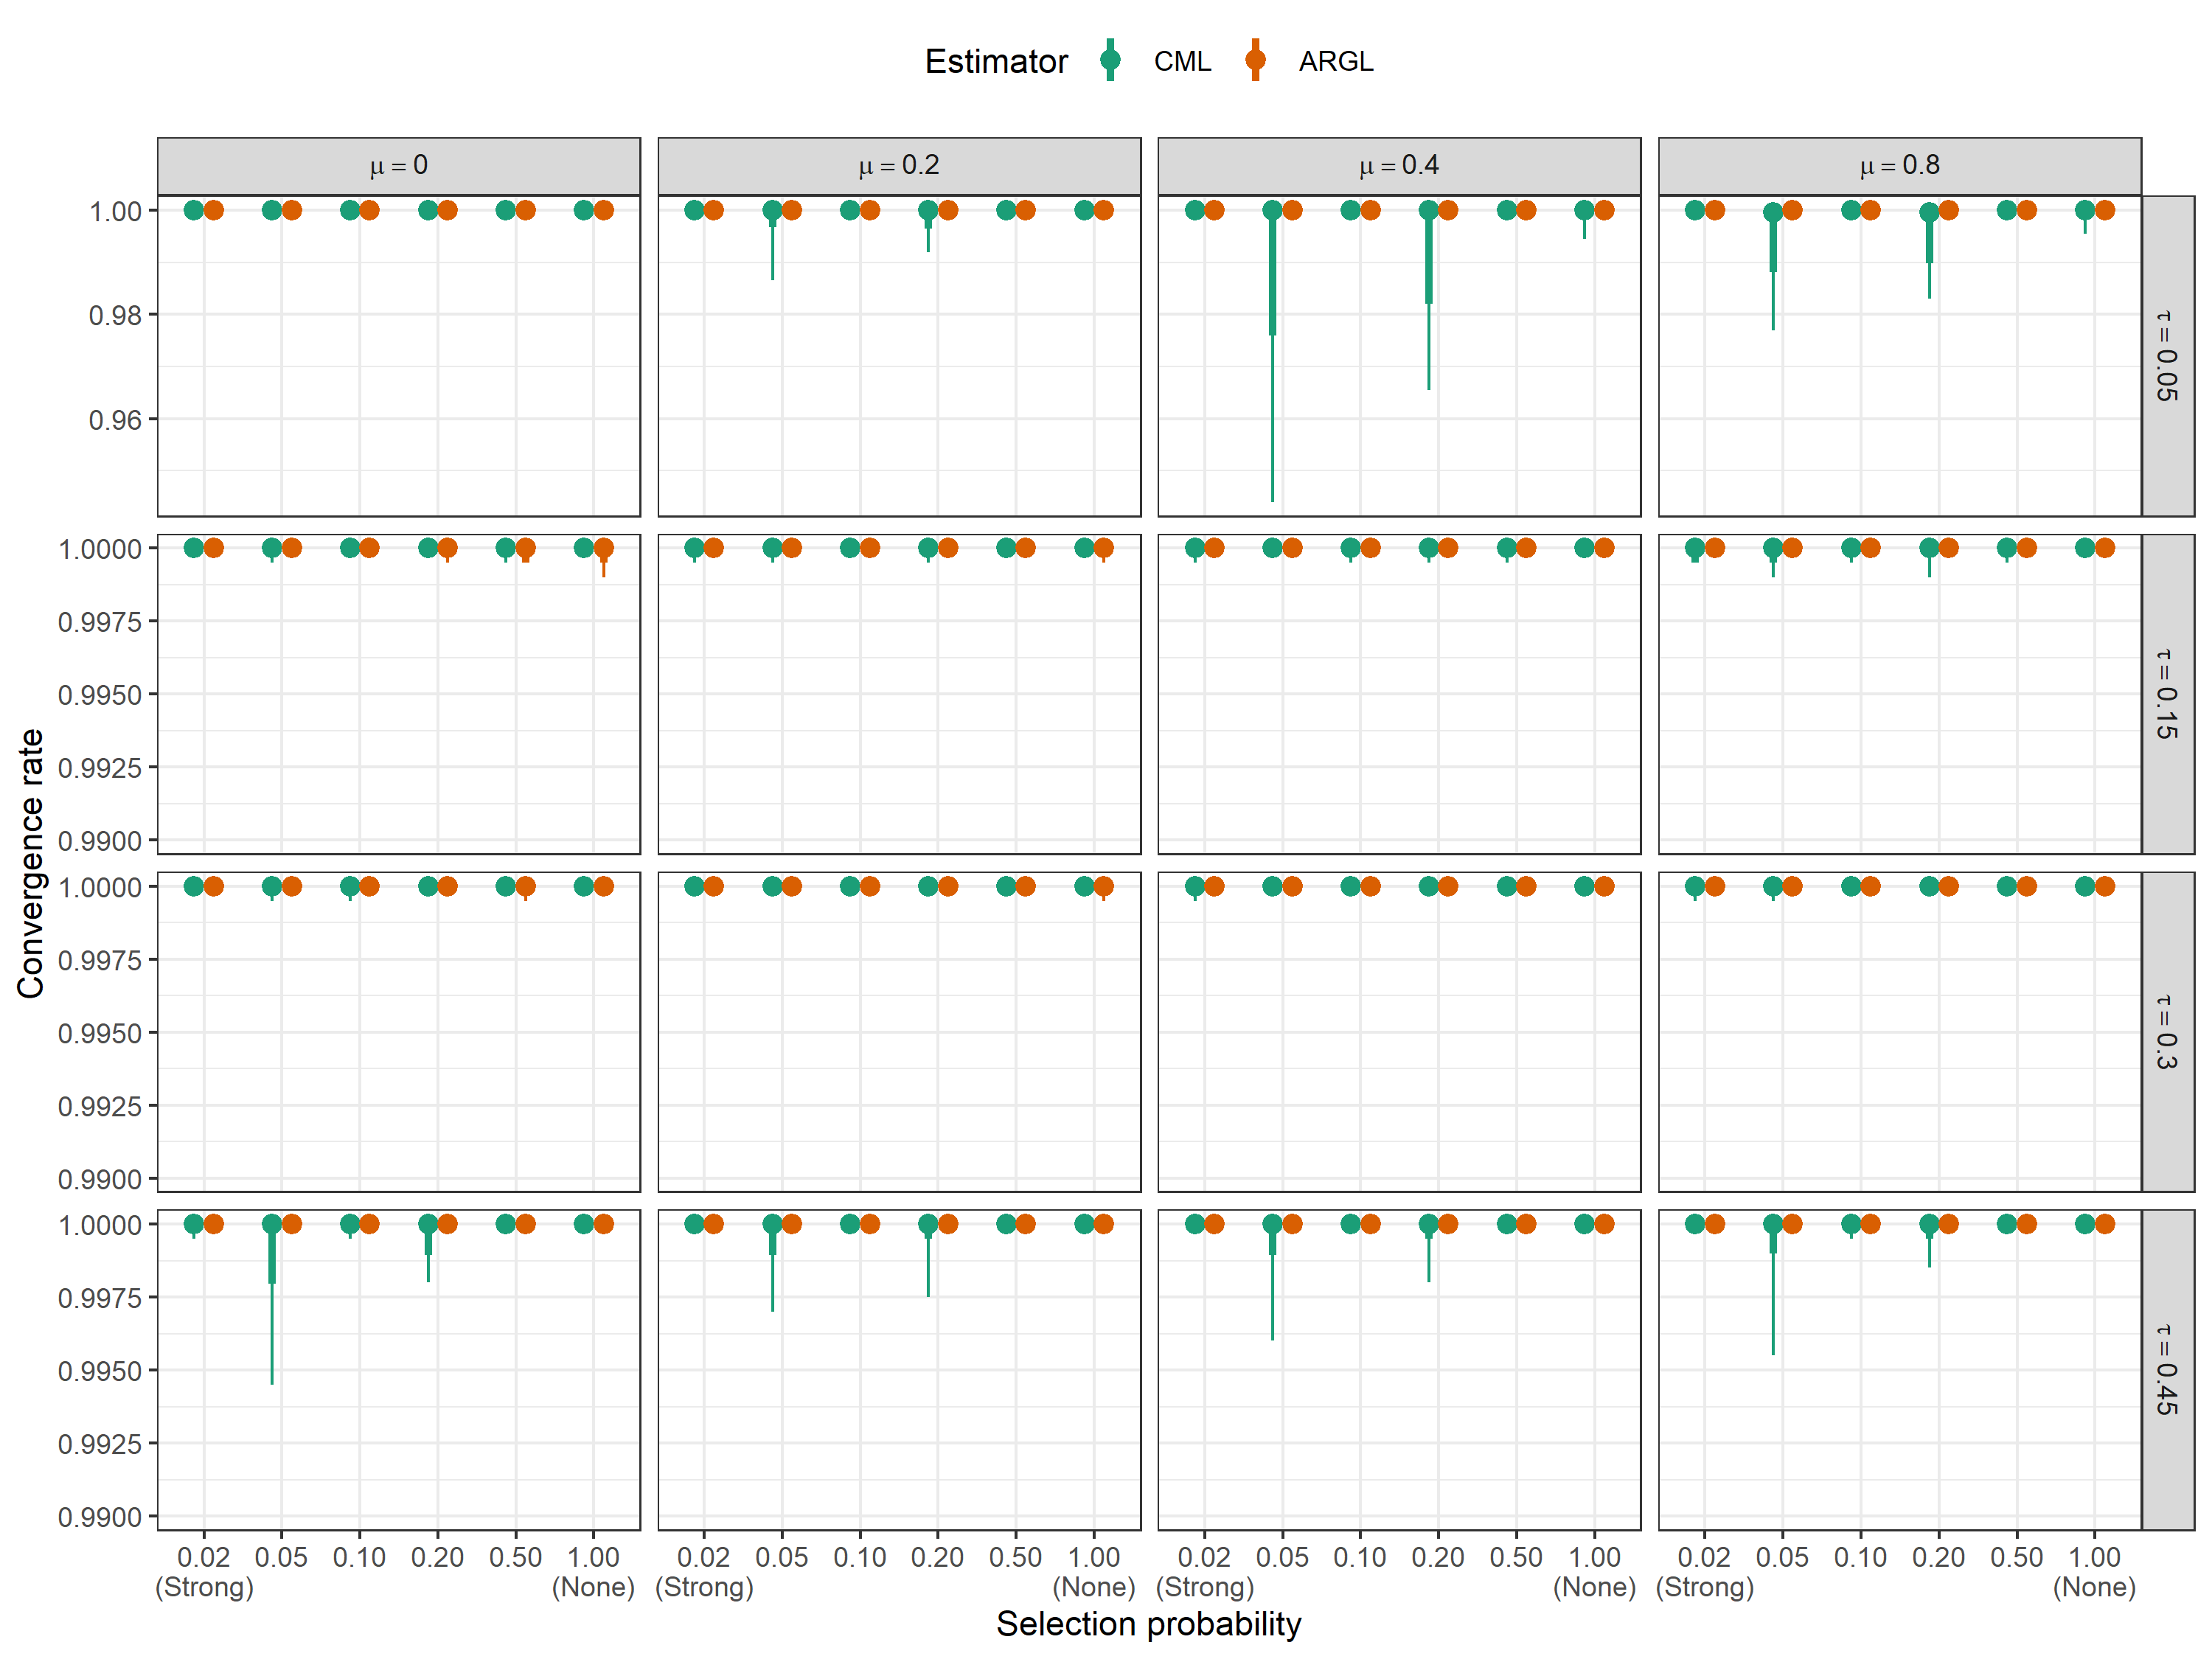 Estimator CML ARGL
μ = 0 μ = 0.2 μ = 0.4 μ = 0.8
1.00
0.98
0.96
τ = 0.05
1.0000
0.9975
0.9950
0.9925
0.9900
τ = 0.15
Convergence rate
1.0000
0.9975
0.9950
0.9925
0.9900
τ = 0.3
1.0000
0.9975
0.9950
0.9925
0.9900
τ = 0.45
0.02 0.05 0.10 0.20 0.50 1.00 0.02 0.05 0.10 0.20 0.50 1.00 0.02 0.05 0.10 0.20 0.50 1.00 0.02 0.05 0.10 0.20 0.50 1.00
(Strong) (None) (Strong) (None) (Strong) (None) (Strong) (None)
Selection probability